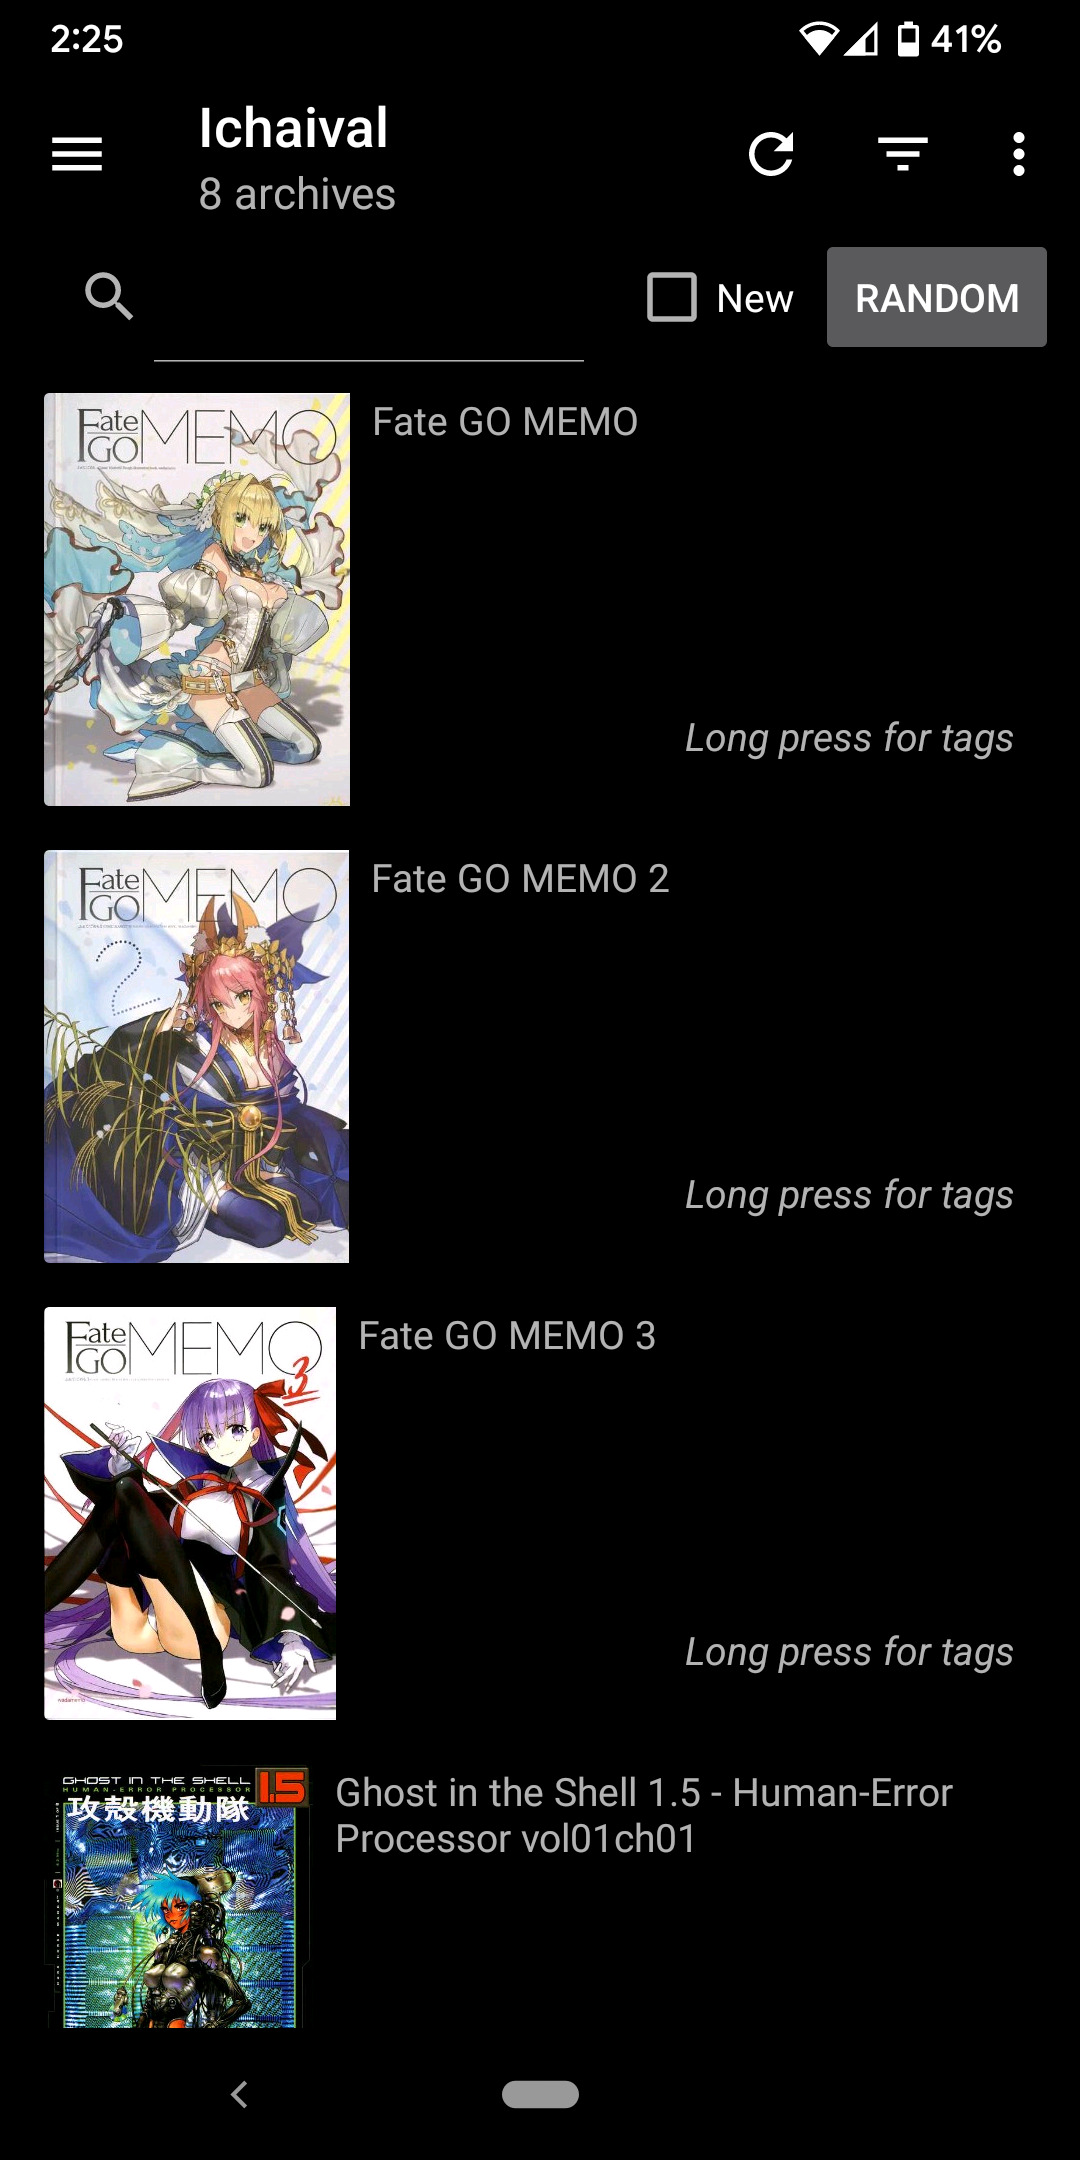 2:25
41%
Ichaival
8 archives
New
RANDOM
Fate
GO MEMO
Fate GO MEMO
Long press for tags
Fate
GO MEMO
2
Fate GO MEMO 2
Long press for tags
Fate
GO MEMO
3
Fate GO MEMO 3
wadamemo
Long press for tags
GHOST IN THE SHELL
HUMAN-ERROR PROCESSOR
1.5
攻殻機動隊
Ghost in the Shell 1.5 - Human-Error
Processor vol01ch01